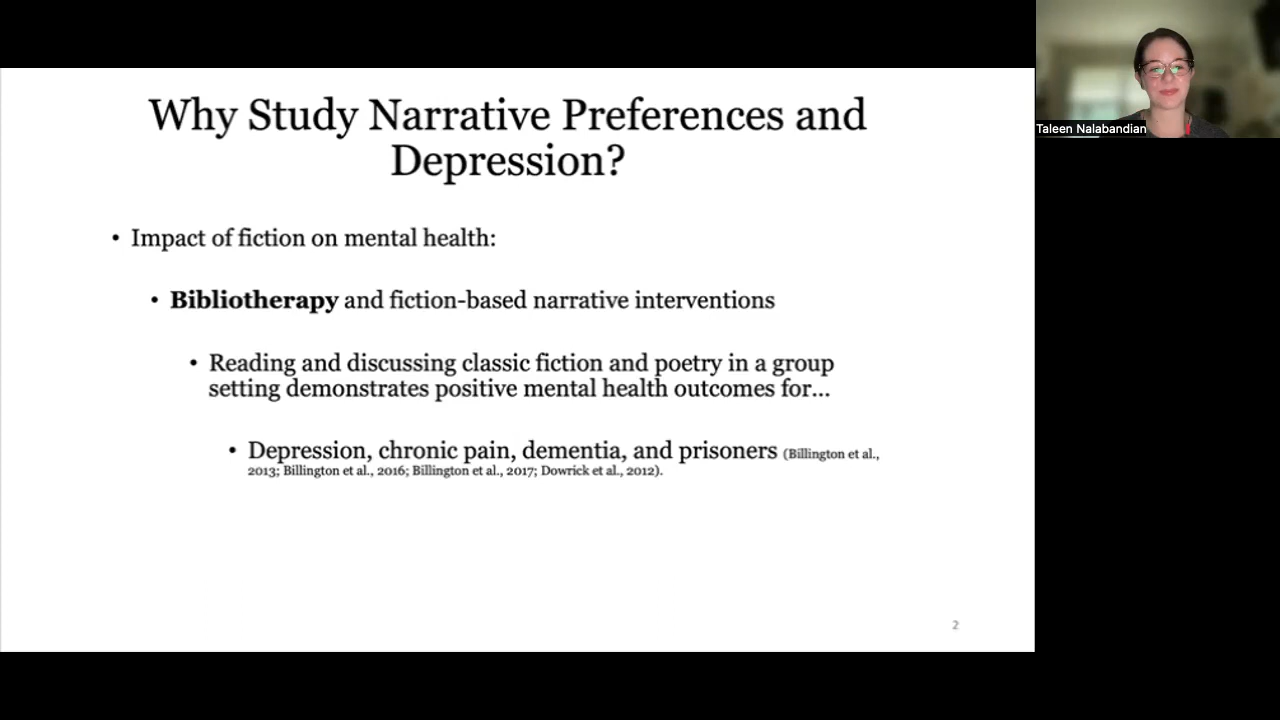 Why Study Narrative Preferences and
Depression?
• Impact of fiction on mental health:
• Bibliotherapy and fiction-based narrative interventions
• Reading and discussing classic fiction and poetry in a group
setting demonstrates positive mental health outcomes for...
• Depression, chronic pain, dementia, and prisoners (Billington et al.,
2013; Billington et al., 2016; Billington et al., 2017; Dowrick et al., 2012).
2
Taleen Nalabandian